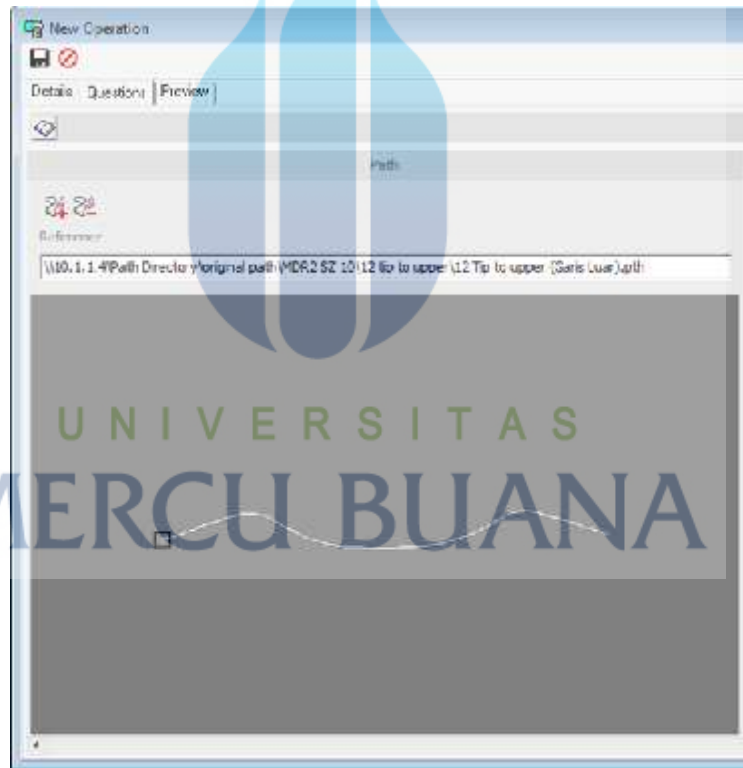 New Operation
Details Questions Preview
Path
Reference
\\10.1.1.4\Path Directory\original path\MDR2 SZ 10\12 tip to upper\12 Tip to upper (Garis Luar).pth
UNIVERSITAS
MERCU BUANA